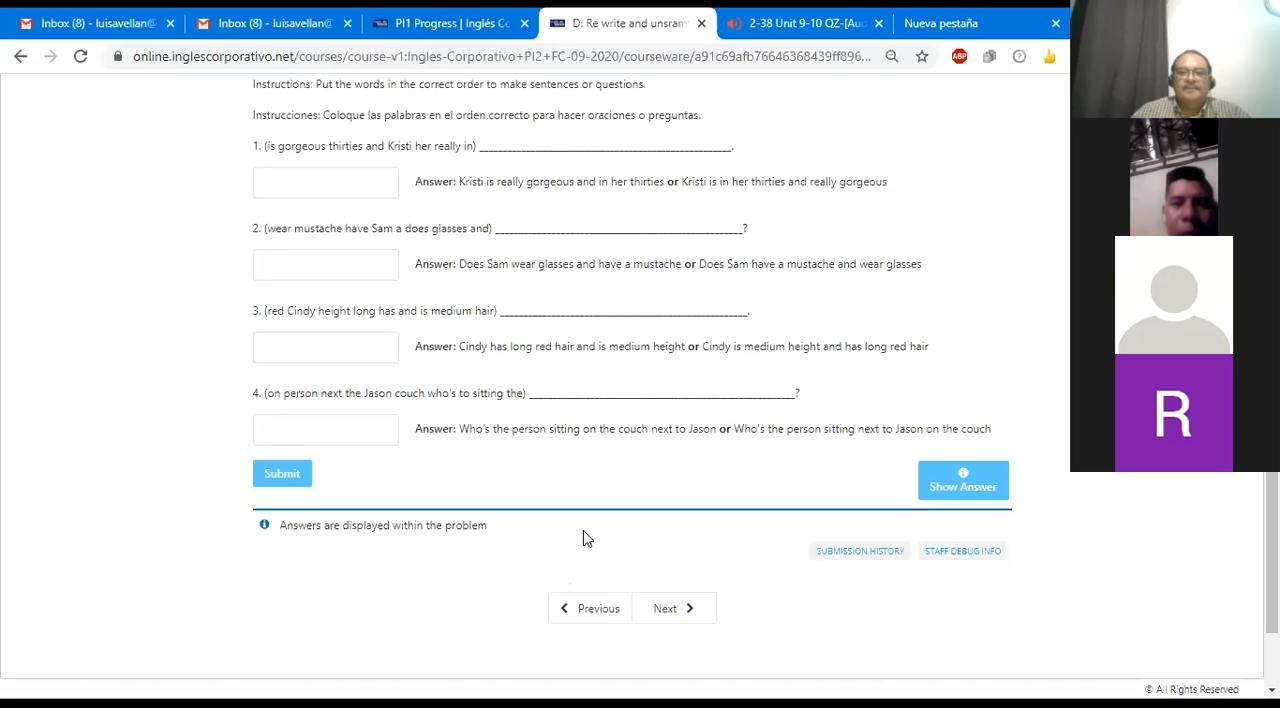 Inbox (8) - luisavellan@
Inbox (8) - luisavellan@
PI1 Progress | Inglés Co
D: Re write and unsram
2-38 Unit 9-10 QZ-[Aud
Nueva pestaña
online.inglescorporativo.net/courses/course-v1:Ingles-Corporativo+PI2+FC-09-2020/courseware/a91c69afb76646368439ff896...
ABP
Instructions: Put the words in the correct order to make sentences or questions.
Instrucciones: Coloque las palabras en el orden correcto para hacer oraciones o preguntas.
1. (is gorgeous thirties and Kristi her really in) ____________________________________________.
Answer: Kristi is really gorgeous and in her thirties or Kristi is in her thirties and really gorgeous
2. (wear mustache have Sam a does glasses and) ____________________________________________?
Answer: Does Sam wear glasses and have a mustache or Does Sam have a mustache and wear glasses
3. (red Cindy height long has and is medium hair) ____________________________________________.
Answer: Cindy has long red hair and is medium height or Cindy is medium height and has long red hair
4. (on person next the Jason couch who's to sitting the) ____________________________________________?
Answer: Who's the person sitting on the couch next to Jason or Who's the person sitting next to Jason on the couch
Submit
Show Answer
Answers are displayed within the problem
SUBMISSION HISTORY
STAFF DEBUG INFO
Previous
Next
© All Rights Reserved
R